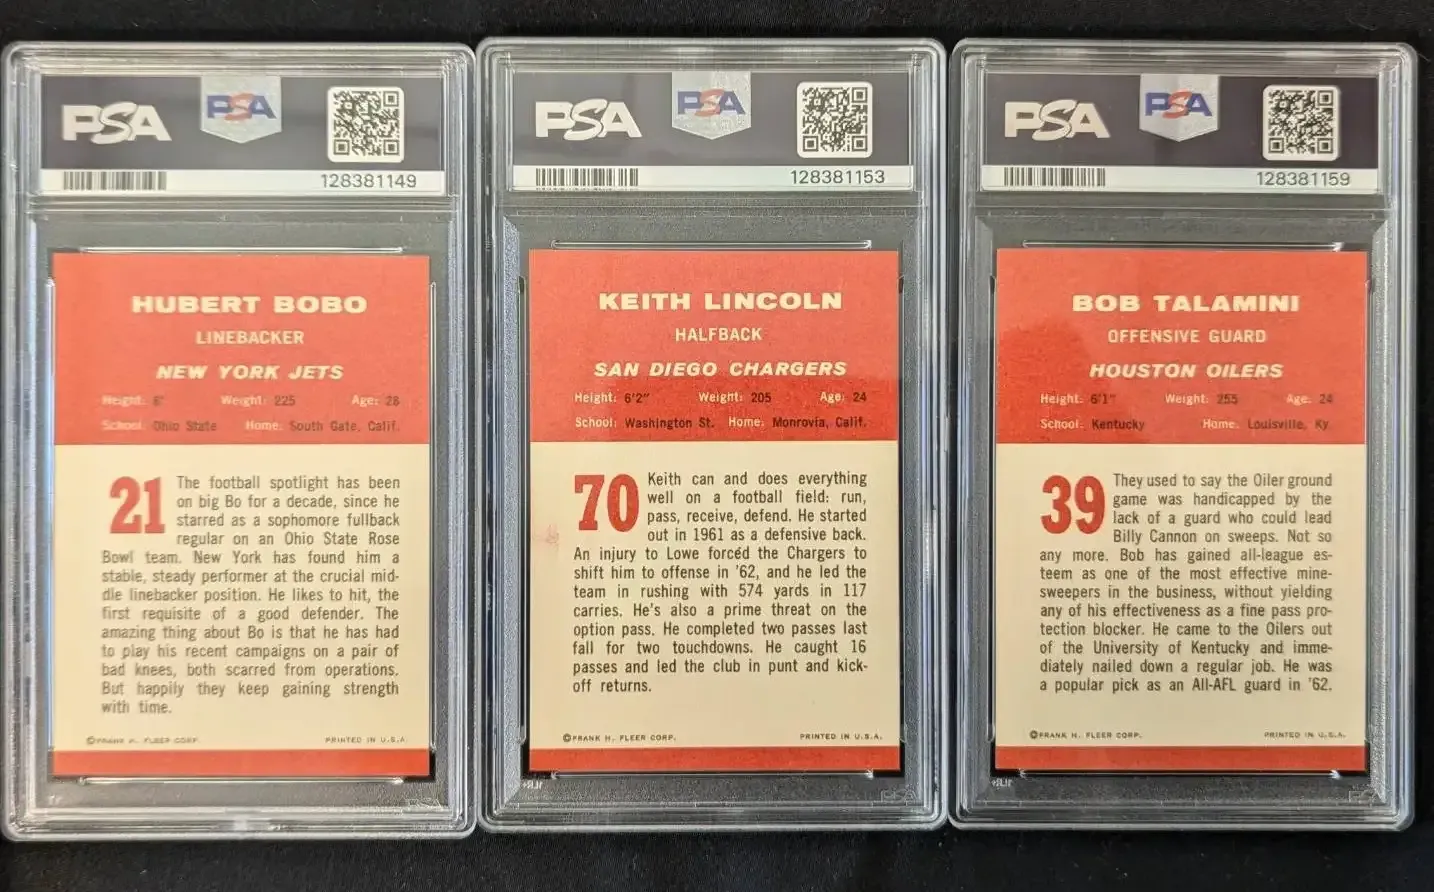 PSA
PSA
128381149
HUBERT BOBO
LINEBACKER
NEW YORK JETS
Height: 6' Weight: 225 Age: 28
School: Ohio State Home: South Gate, Calif.
21
The football spotlight has been
on big Bo for a decade, since he
starred as a sophomore fullback
regular on an Ohio State Rose
Bowl team. New York has found him a
stable, steady performer at the crucial mid-
dle linebacker position. He likes to hit, the
first requisite of a good defender. The
amazing thing about Bo is that he has had
to play his recent campaigns on a pair of
bad knees, both scarred from operations.
But happily they keep gaining strength
with time.
©FRANK H. FLEER CORP. PRINTED IN U.S.A.
PSA
PSA
128381153
KEITH LINCOLN
HALFBACK
SAN DIEGO CHARGERS
Height: 6'2" Weight: 205 Age: 24
School: Washington St. Home: Monrovia, Calif.
70
Keith can and does everything
well on a football field: run,
pass, receive, defend. He started
out in 1961 as a defensive back.
An injury to Lowe forced the Chargers to
shift him to offense in '62, and he led the
team in rushing with 574 yards in 117
carries. He's also a prime threat on the
option pass. He completed two passes last
fall for two touchdowns. He caught 16
passes and led the club in punt and kick-
off returns.
©FRANK H. FLEER CORP. PRINTED IN U.S.A.
PSA
PSA
128381159
BOB TALAMINI
OFFENSIVE GUARD
HOUSTON OILERS
Height: 6'1" Weight: 255 Age: 24
School: Kentucky Home: Louisville, Ky.
39
They used to say the Oiler ground
game was handicapped by the
lack of a guard who could lead
Billy Cannon on sweeps. Not so
any more. Bob has gained all-league es-
teem as one of the most effective mine-
sweepers in the business, without yielding
any of his effectiveness as a fine pass pro-
tection blocker. He came to the Oilers out
of the University of Kentucky and imme-
diately nailed down a regular job. He was
a popular pick as an All-AFL guard in '62.
©FRANK H. FLEER CORP. PRINTED IN U.S.A.